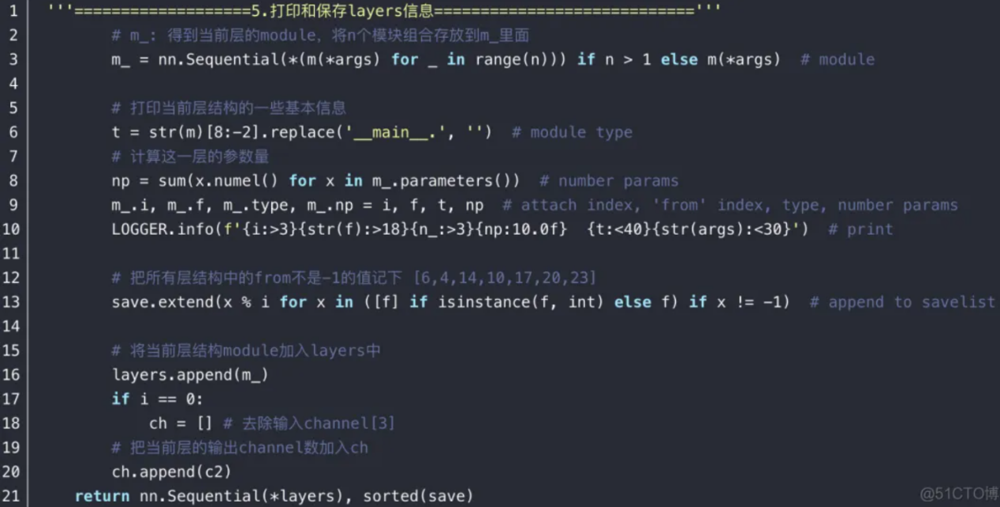 1 '''===================5.打印和保存layers信息============================'''
2 # m_: 得到当前层的module，将n个模块组合存放到m_里面
3 m_ = nn.Sequential(*(m(*args) for _ in range(n))) if n > 1 else m(*args)  # module
4
5 # 打印当前层结构的一些基本信息
6 t = str(m)[8:-2].replace('__main__.', '')  # module type
7 # 计算这一层的参数量
8 np = sum(x.numel() for x in m_.parameters())  # number params
9 m_.i, m_.f, m_.type, m_.np = i, f, t, np  # attach index, 'from' index, type, number params
10 LOGGER.info(f'{i:>3}{str(f):>18}{n_:>3}{np:10.0f}  {t:<40}{str(args):<30}')  # print
11
12 # 把所有层结构中的from不是-1的值记下 [6,4,14,10,17,20,23]
13 save.extend(x % i for x in ([f] if isinstance(f, int) else f) if x != -1)  # append to savelist
14
15 # 将当前层结构module加入layers中
16 layers.append(m_)
17 if i == 0:
18 ch = [] # 去除输入channel[3]
19 # 把当前层的输出channel数加入ch
20 ch.append(c2)
21 return nn.Sequential(*layers), sorted(save)
@51CTO博